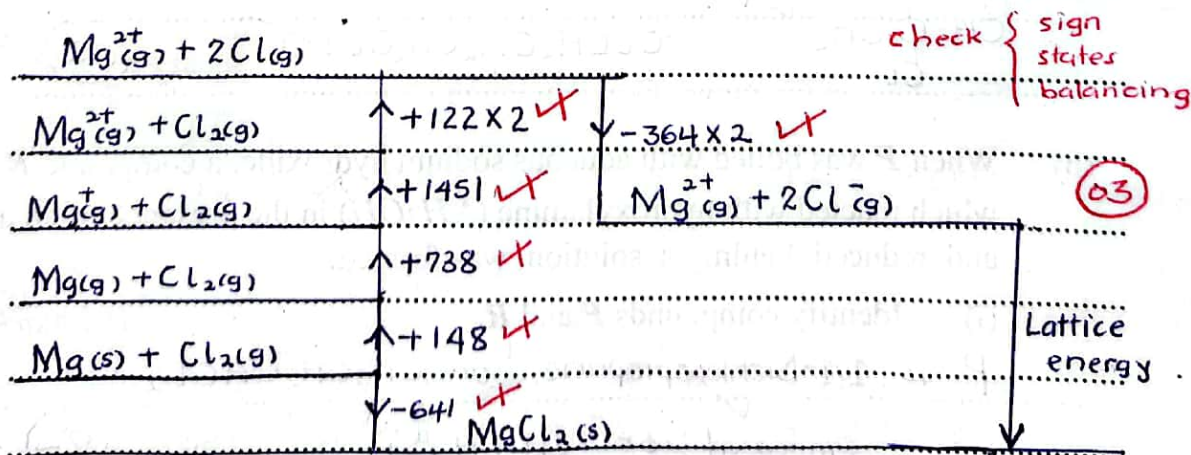 check { sign
states
balancing
Mg²⁺(g) + 2Cl(g)
Mg²⁺(g) + Cl₂(g)
+122 × 2
-364 × 2
Mg⁺(g) + Cl₂(g)
+1451
Mg²⁺(g) + 2Cl⁻(g)
03
Mg(g) + Cl₂(g)
+738
Mg(s) + Cl₂(g)
+148
Lattice
energy
-641
MgCl₂(s)